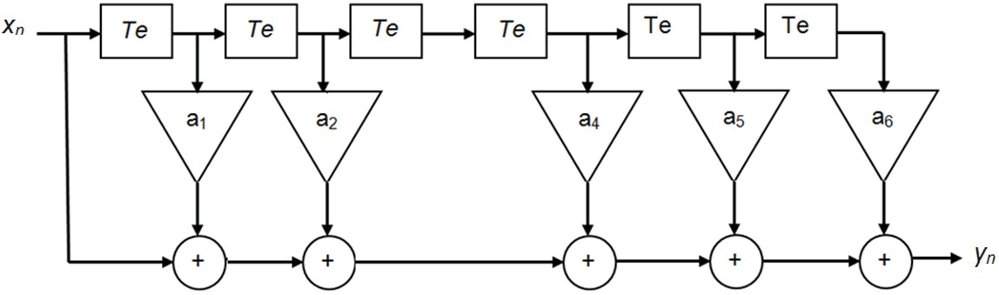 xn Te Te Te Te Te Te
a1 a2 a4 a5 a6
+ + + + + yn